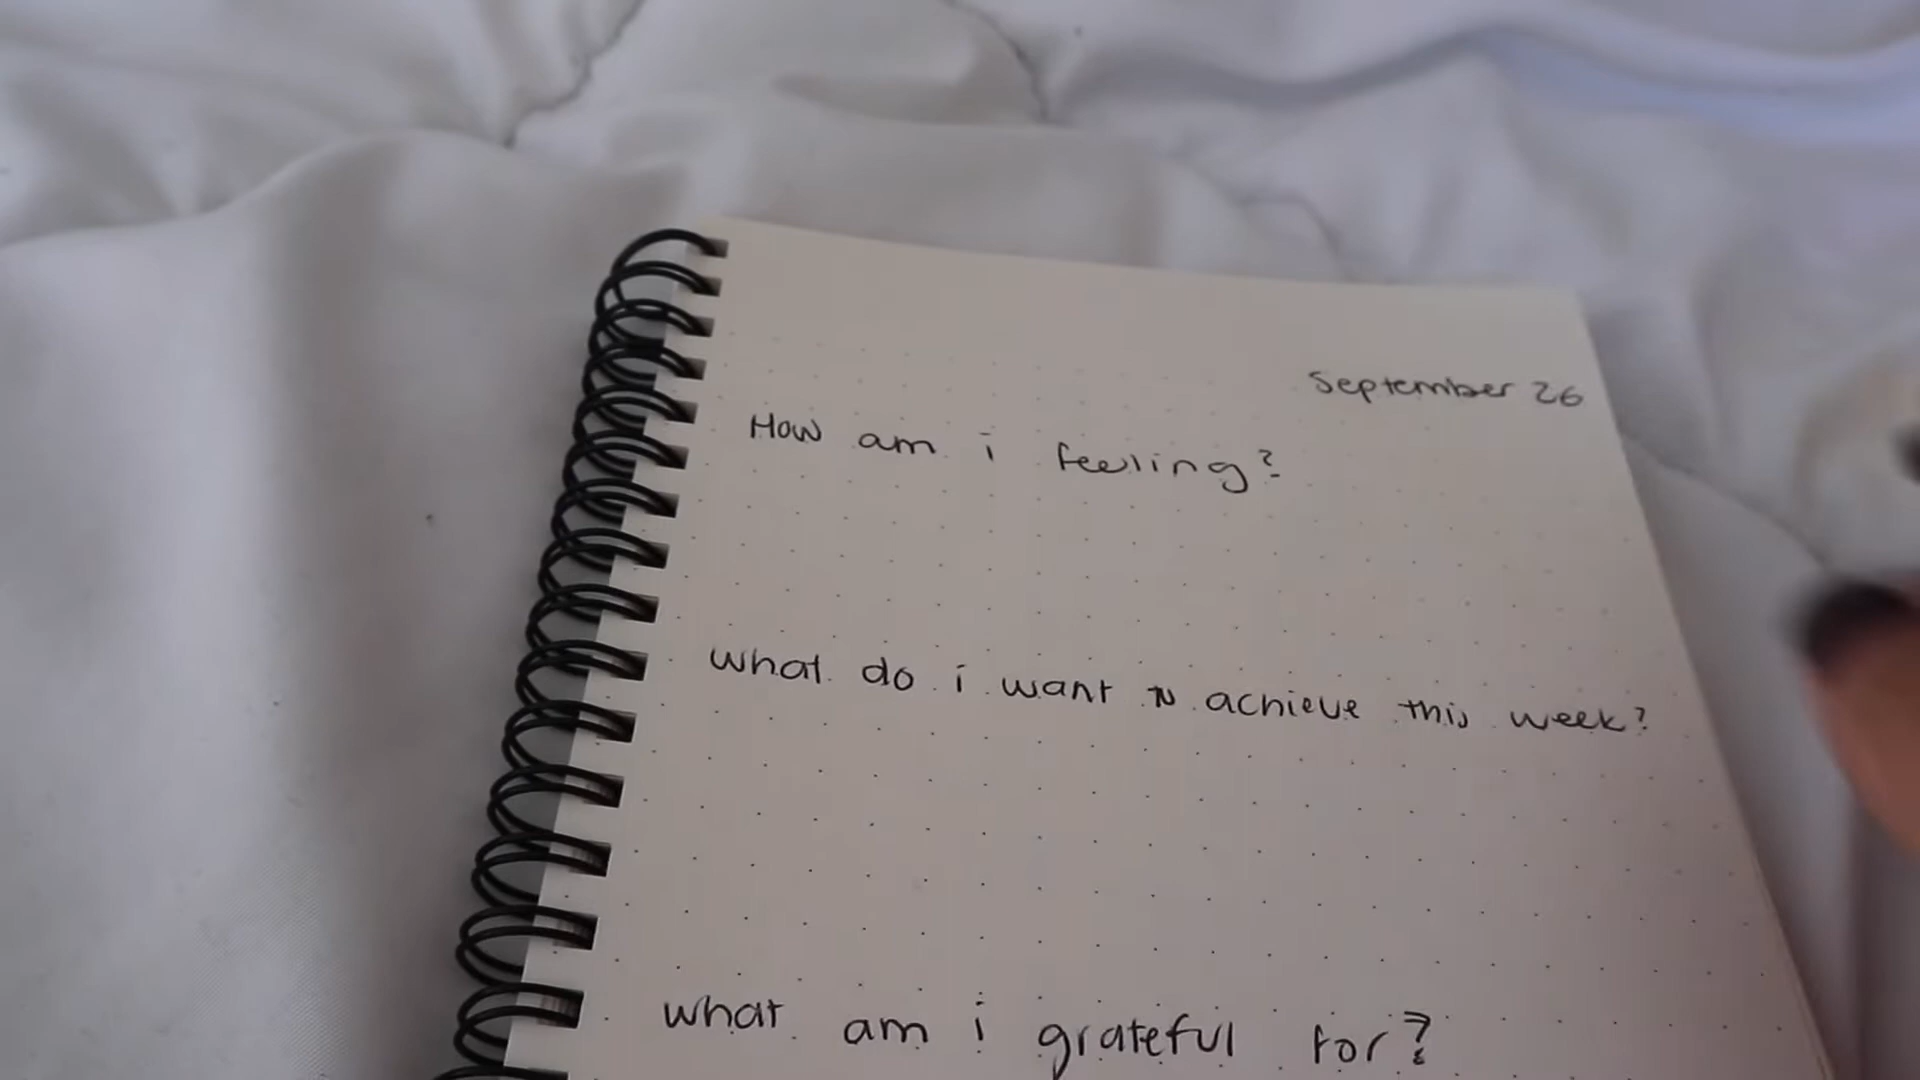 September 26
How am i feeling?
what do i want to achieve this week?
what am i grateful for?